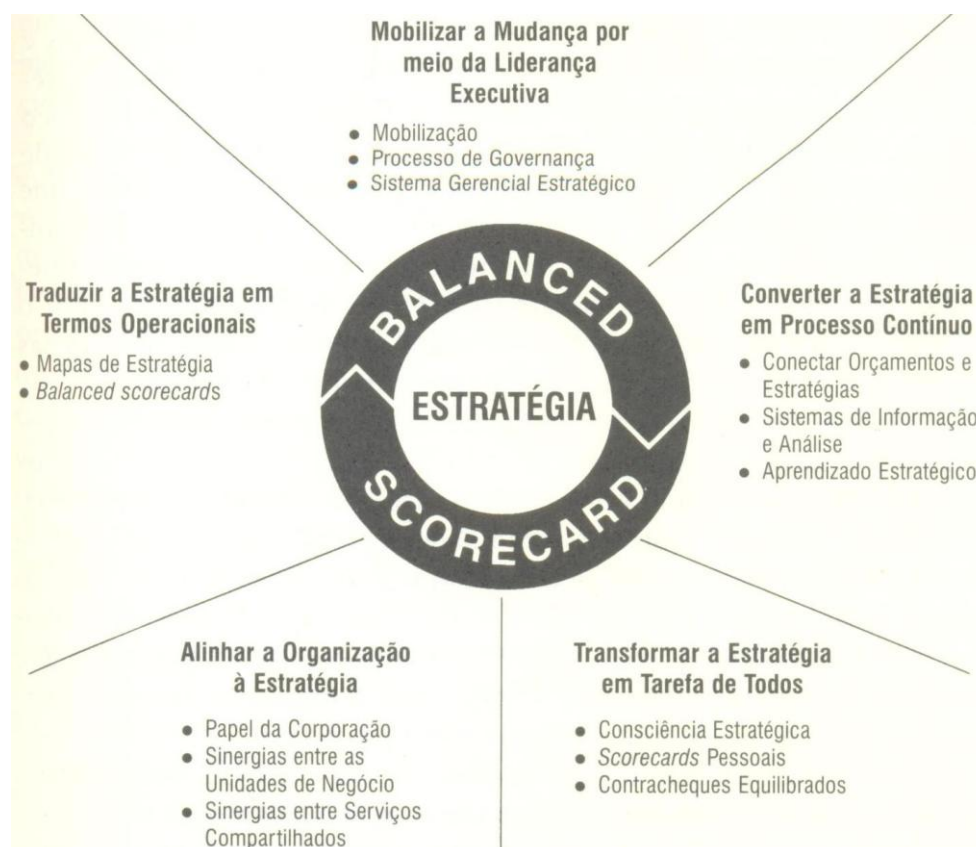 Mobilizar a Mudança por
meio da Liderança
Executiva
● Mobilização
● Processo de Governança
● Sistema Gerencial Estratégico
Traduzir a Estratégia em
Termos Operacionais
● Mapas de Estratégia
● Balanced scorecards
BALANCED
ESTRATÉGIA
SCORECARD
Converter a Estratégia
em Processo Contínuo
● Conectar Orçamentos e
Estratégias
● Sistemas de Informação
e Análise
● Aprendizado Estratégico
Alinhar a Organização
à Estratégia
● Papel da Corporação
● Sinergias entre as
Unidades de Negócio
● Sinergias entre Serviços
Compartilhados
Transformar a Estratégia
em Tarefa de Todos
● Consciência Estratégica
● Scorecards Pessoais
● Contracheques Equilibrados